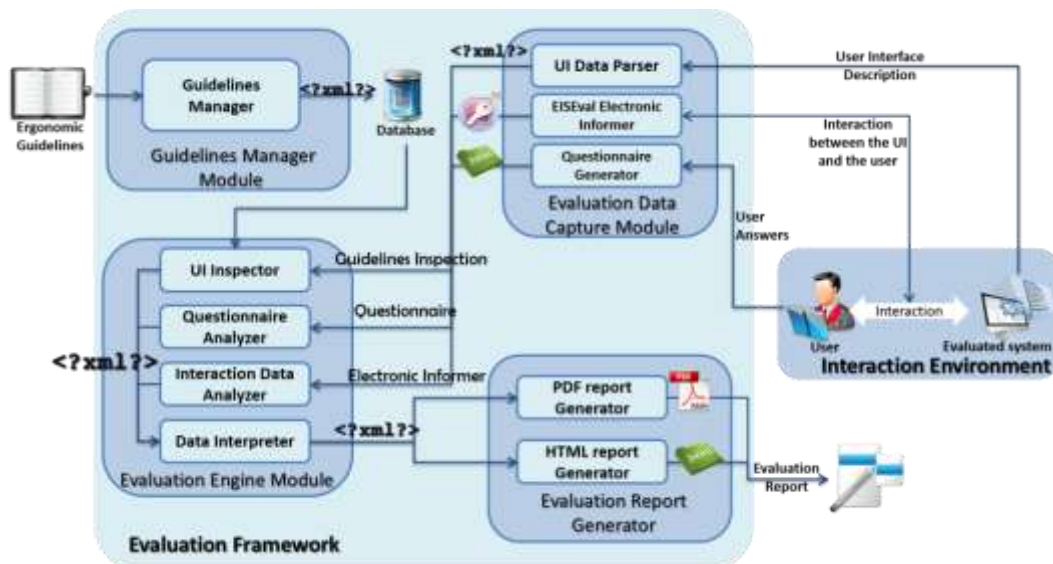 Ergonomic
Guidelines
Guidelines
Manager
<?xml?>
Database
Guidelines Manager
Module
<?xml?>
UI Data Parser
EISEval Electronic
Informer
Questionnaire
Generator
Evaluation Data
Capture Module
User Interface
Description
Interaction
between the UI
and the user
User
Answers
UI Inspector
Questionnaire
Analyzer
<?xml?>
Interaction Data
Analyzer
Data Interpreter
Evaluation Engine Module
Guidelines Inspection
Questionnaire
Electronic Informer
<?xml?>
Interaction
User
Evaluated system
Interaction Environment
PDF report
Generator
HTML report
Generator
Evaluation Report
Generator
Evaluation
Report
Evaluation Framework